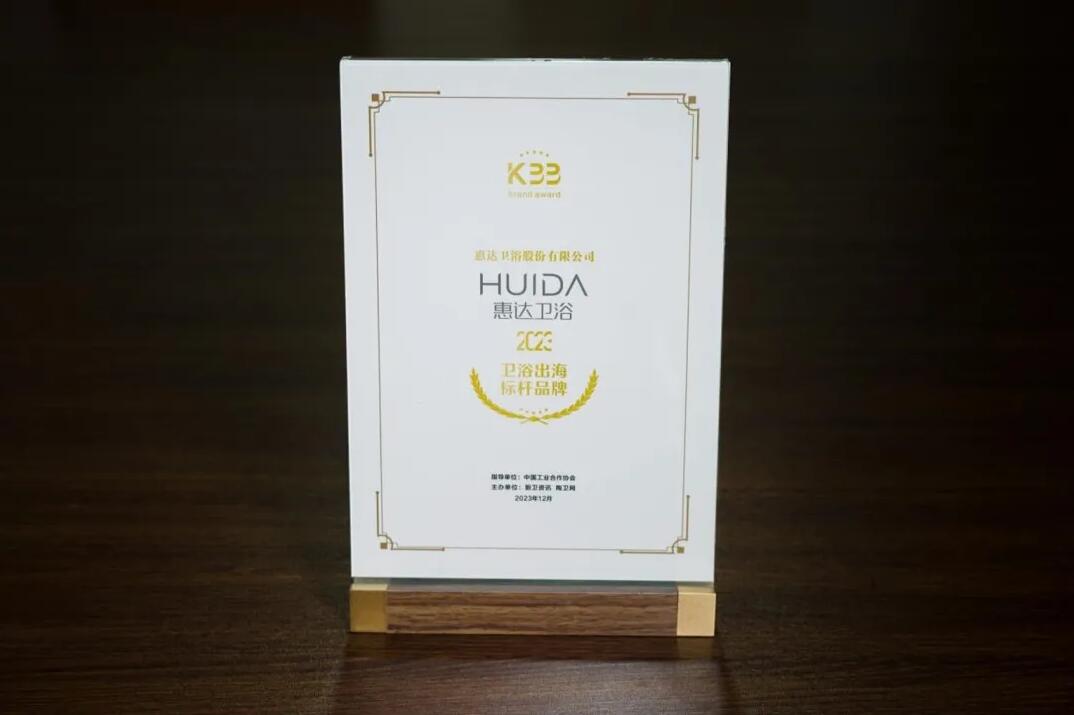 KBB
brand award
惠达卫浴股份有限公司
HUIDA
惠达卫浴
2023
卫浴出海
标杆品牌
指导单位：中国工业合作协会
主办单位：厨卫资讯 陶卫网
2023年12月